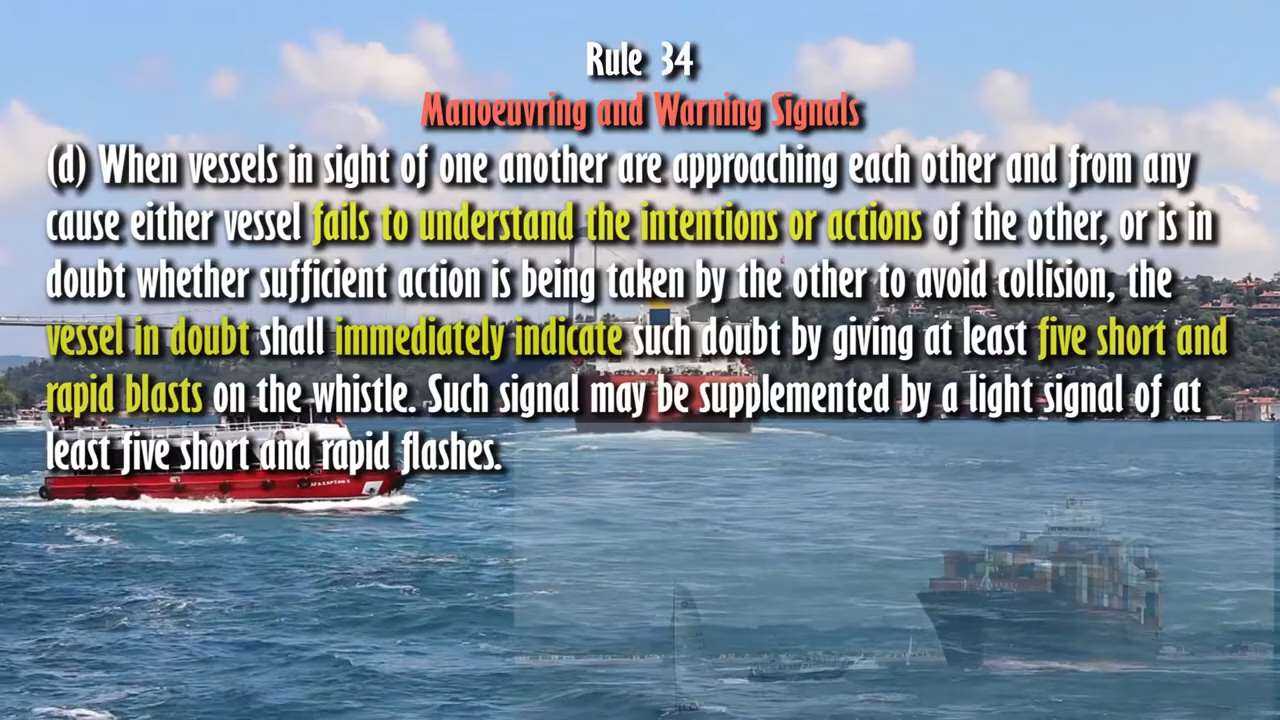 Rule 34
Manoeuvring and Warning Signals
(d) When vessels in sight of one another are approaching each other and from any
cause either vessel fails to understand the intentions or actions of the other, or is in
doubt whether sufficient action is being taken by the other to avoid collision, the
vessel in doubt shall immediately indicate such doubt by giving at least five short and
rapid blasts on the whistle. Such signal may be supplemented by a light signal of at
least five short and rapid flashes.